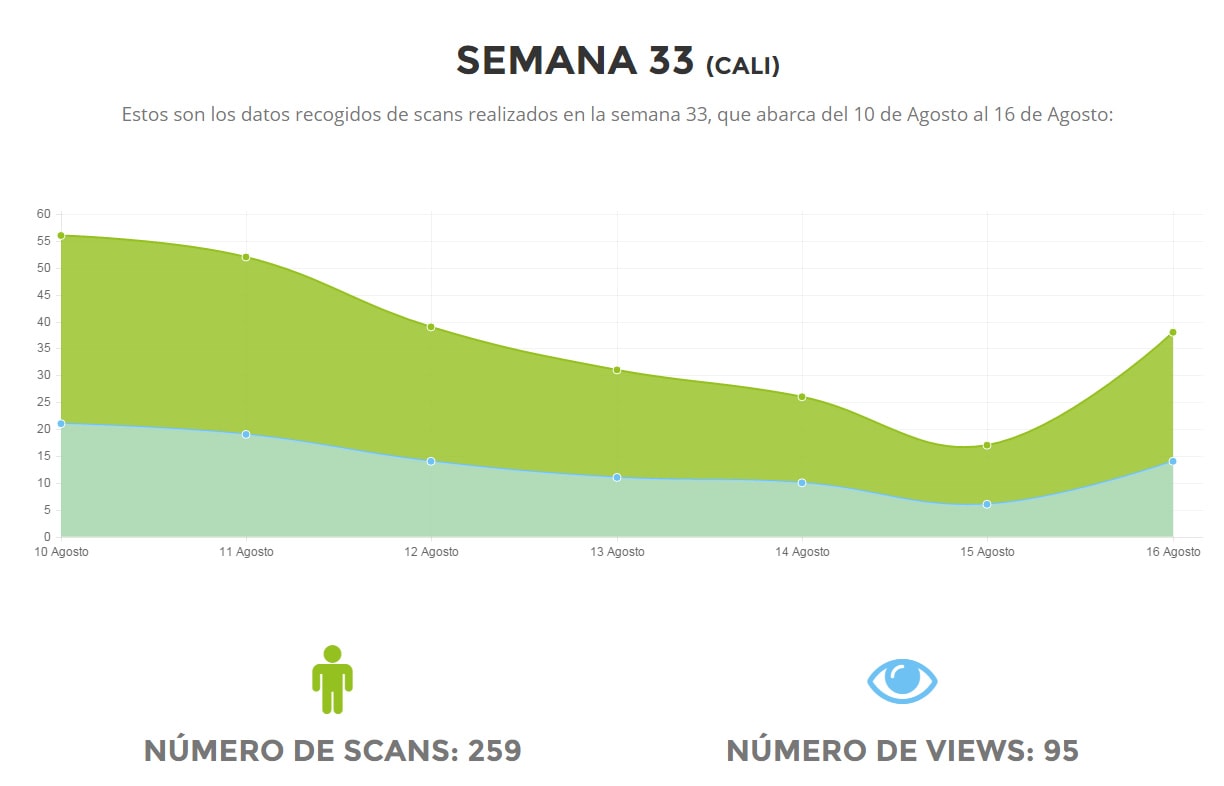 SEMANA 33 (CALI)
Estos son los datos recogidos de scans realizados en la semana 33, que abarca del 10 de Agosto al 16 de Agosto:
60
55
50
45
40
35
30
25
20
15
10
5
0
10 Agosto 11 Agosto 12 Agosto 13 Agosto 14 Agosto 15 Agosto 16 Agosto
NÚMERO DE SCANS: 259
NÚMERO DE VIEWS: 95